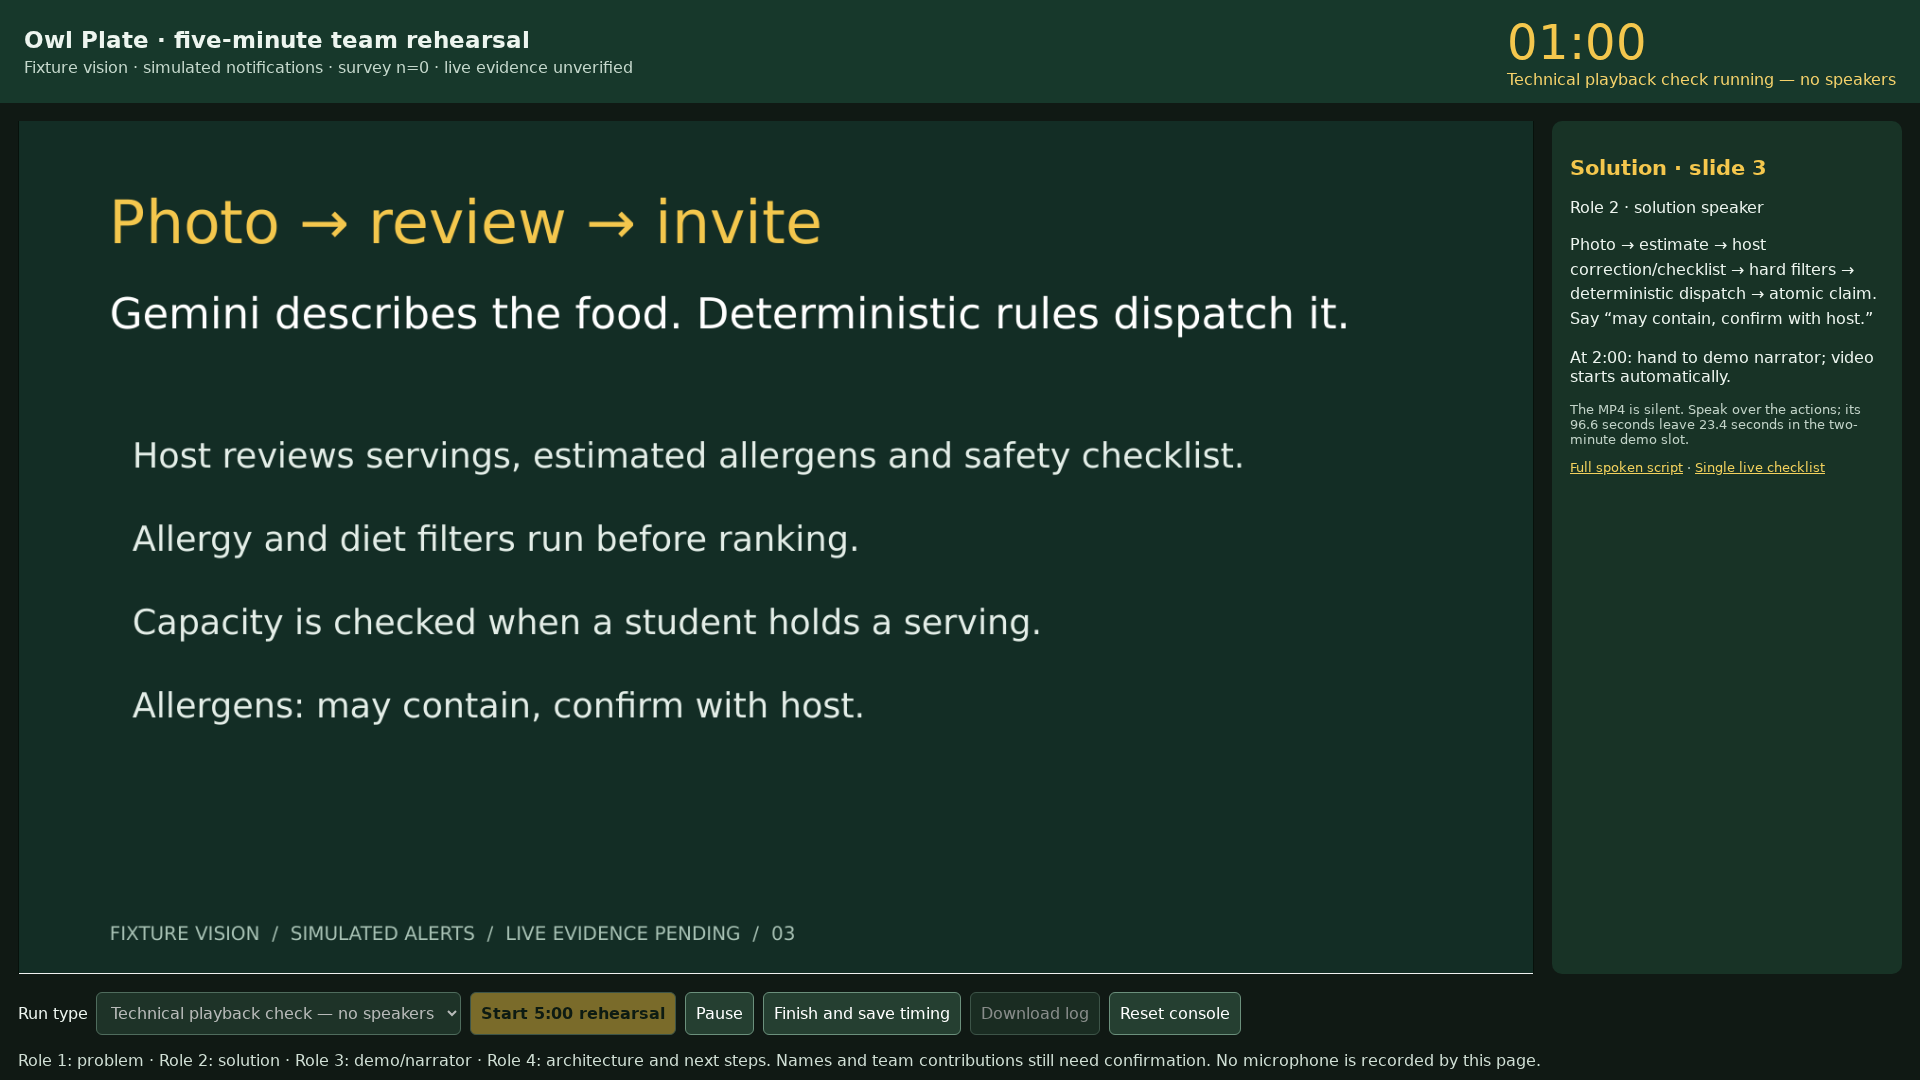 Owl Plate · five-minute team rehearsal
Fixture vision · simulated notifications · survey n=0 · live evidence unverified
01:00
Technical playback check running — no speakers
Photo → review → invite
Gemini describes the food. Deterministic rules dispatch it.
Host reviews servings, estimated allergens and safety checklist.
Allergy and diet filters run before ranking.
Capacity is checked when a student holds a serving.
Allergens: may contain, confirm with host.
FIXTURE VISION / SIMULATED ALERTS / LIVE EVIDENCE PENDING / 03
Solution · slide 3
Role 2 · solution speaker
Photo → estimate → host
correction/checklist → hard filters →
deterministic dispatch → atomic claim.
Say “may contain, confirm with host.”
At 2:00: hand to demo narrator; video
starts automatically.
The MP4 is silent. Speak over the actions; its
96.6 seconds leave 23.4 seconds in the two-
minute demo slot.
Full spoken script · Single live checklist
Run type Technical playback check — no speakers Start 5:00 rehearsal Pause Finish and save timing Download log Reset console
Role 1: problem · Role 2: solution · Role 3: demo/narrator · Role 4: architecture and next steps. Names and team contributions still need confirmation. No microphone is recorded by this page.